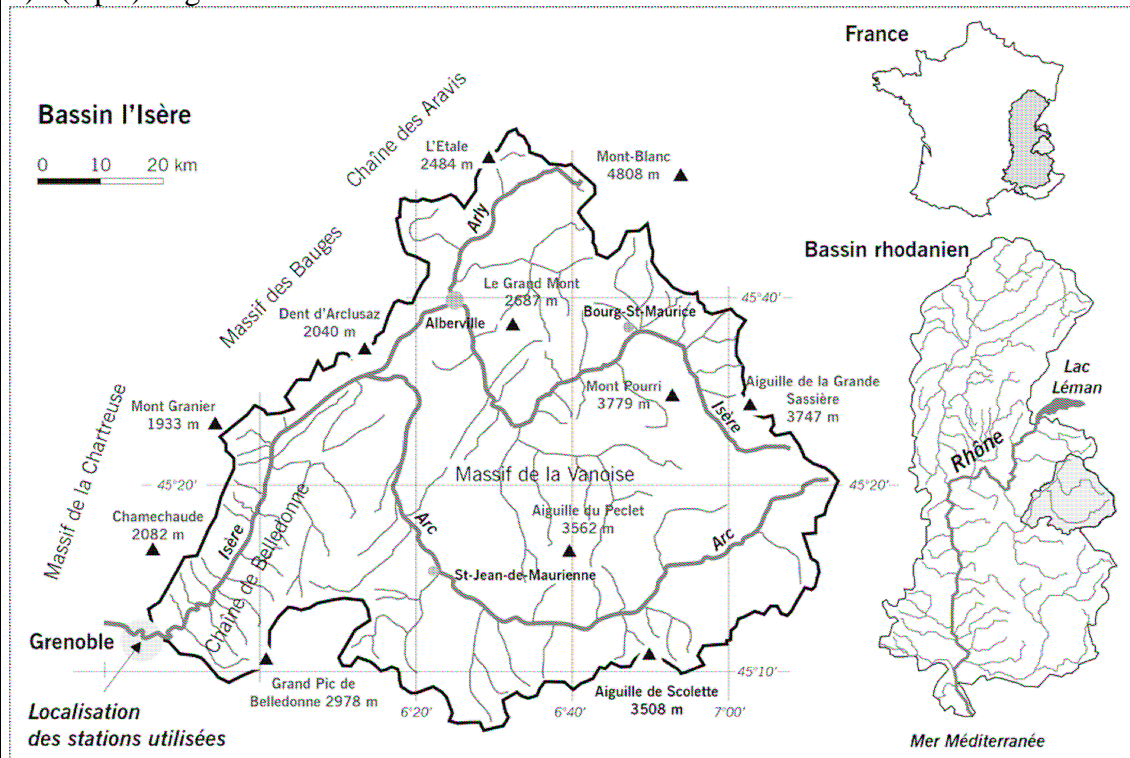 France
Bassin l'Isère
0 10 20 km
Chaîne des Aravis
L'Etale
2484 m
Mont-Blanc
4808 m
Arly
Massif des Bauges
Bassin rhodanien
Le Grand Mont
2687 m
45°40'
Dent d'Arclusaz
2040 m
Alberville
Bourg-St-Maurice
Lac
Léman
Mont Pourri
3779 m
Aiguille de la Grande
Sassière
3747 m
Isère
Mont Granier
1933 m
Massif de la Chartreuse
Rhône
Massif de la Vanoise
45°20'
45°20'
Chamechaude
2082 m
Isère
Chaîne de Belledonne
Arc
Aiguille du Peclet
3562 m
Arc
St-Jean-de-Maurienne
Grenoble
45°10'
Grand Pic de
Belledonne 2978 m
Aiguille de Scolette
3508 m
6°20'
6°40'
7°00'
Localisation
des stations utilisées
Mer Méditerranée